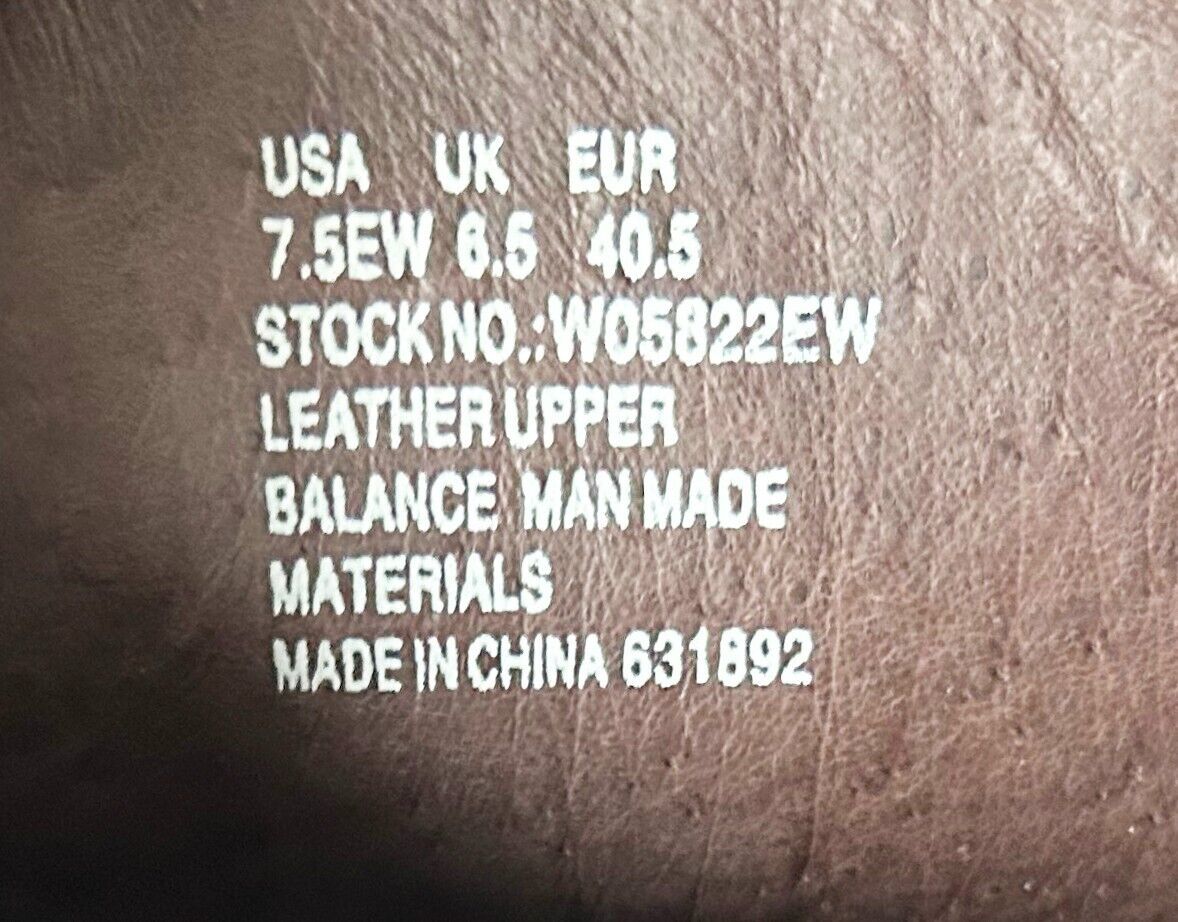 USA UK EUR
7.5EW 6.5 40.5
STOCK NO.:W05822EW
LEATHER UPPER
BALANCE MAN MADE
MATERIALS
MADE IN CHINA 631892